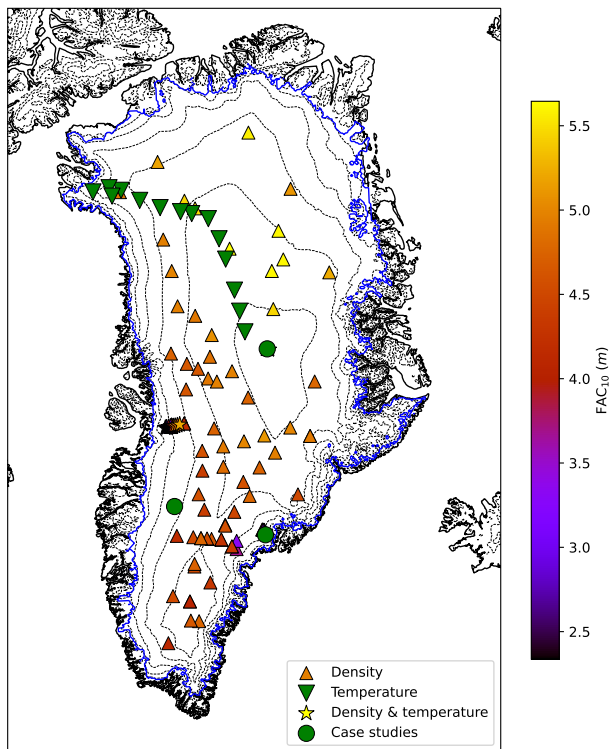 5.5
5.0
4.5
4.0
3.5
3.0
2.5
FAC₁₀ (m)
Density
Temperature
Density & temperature
Case studies